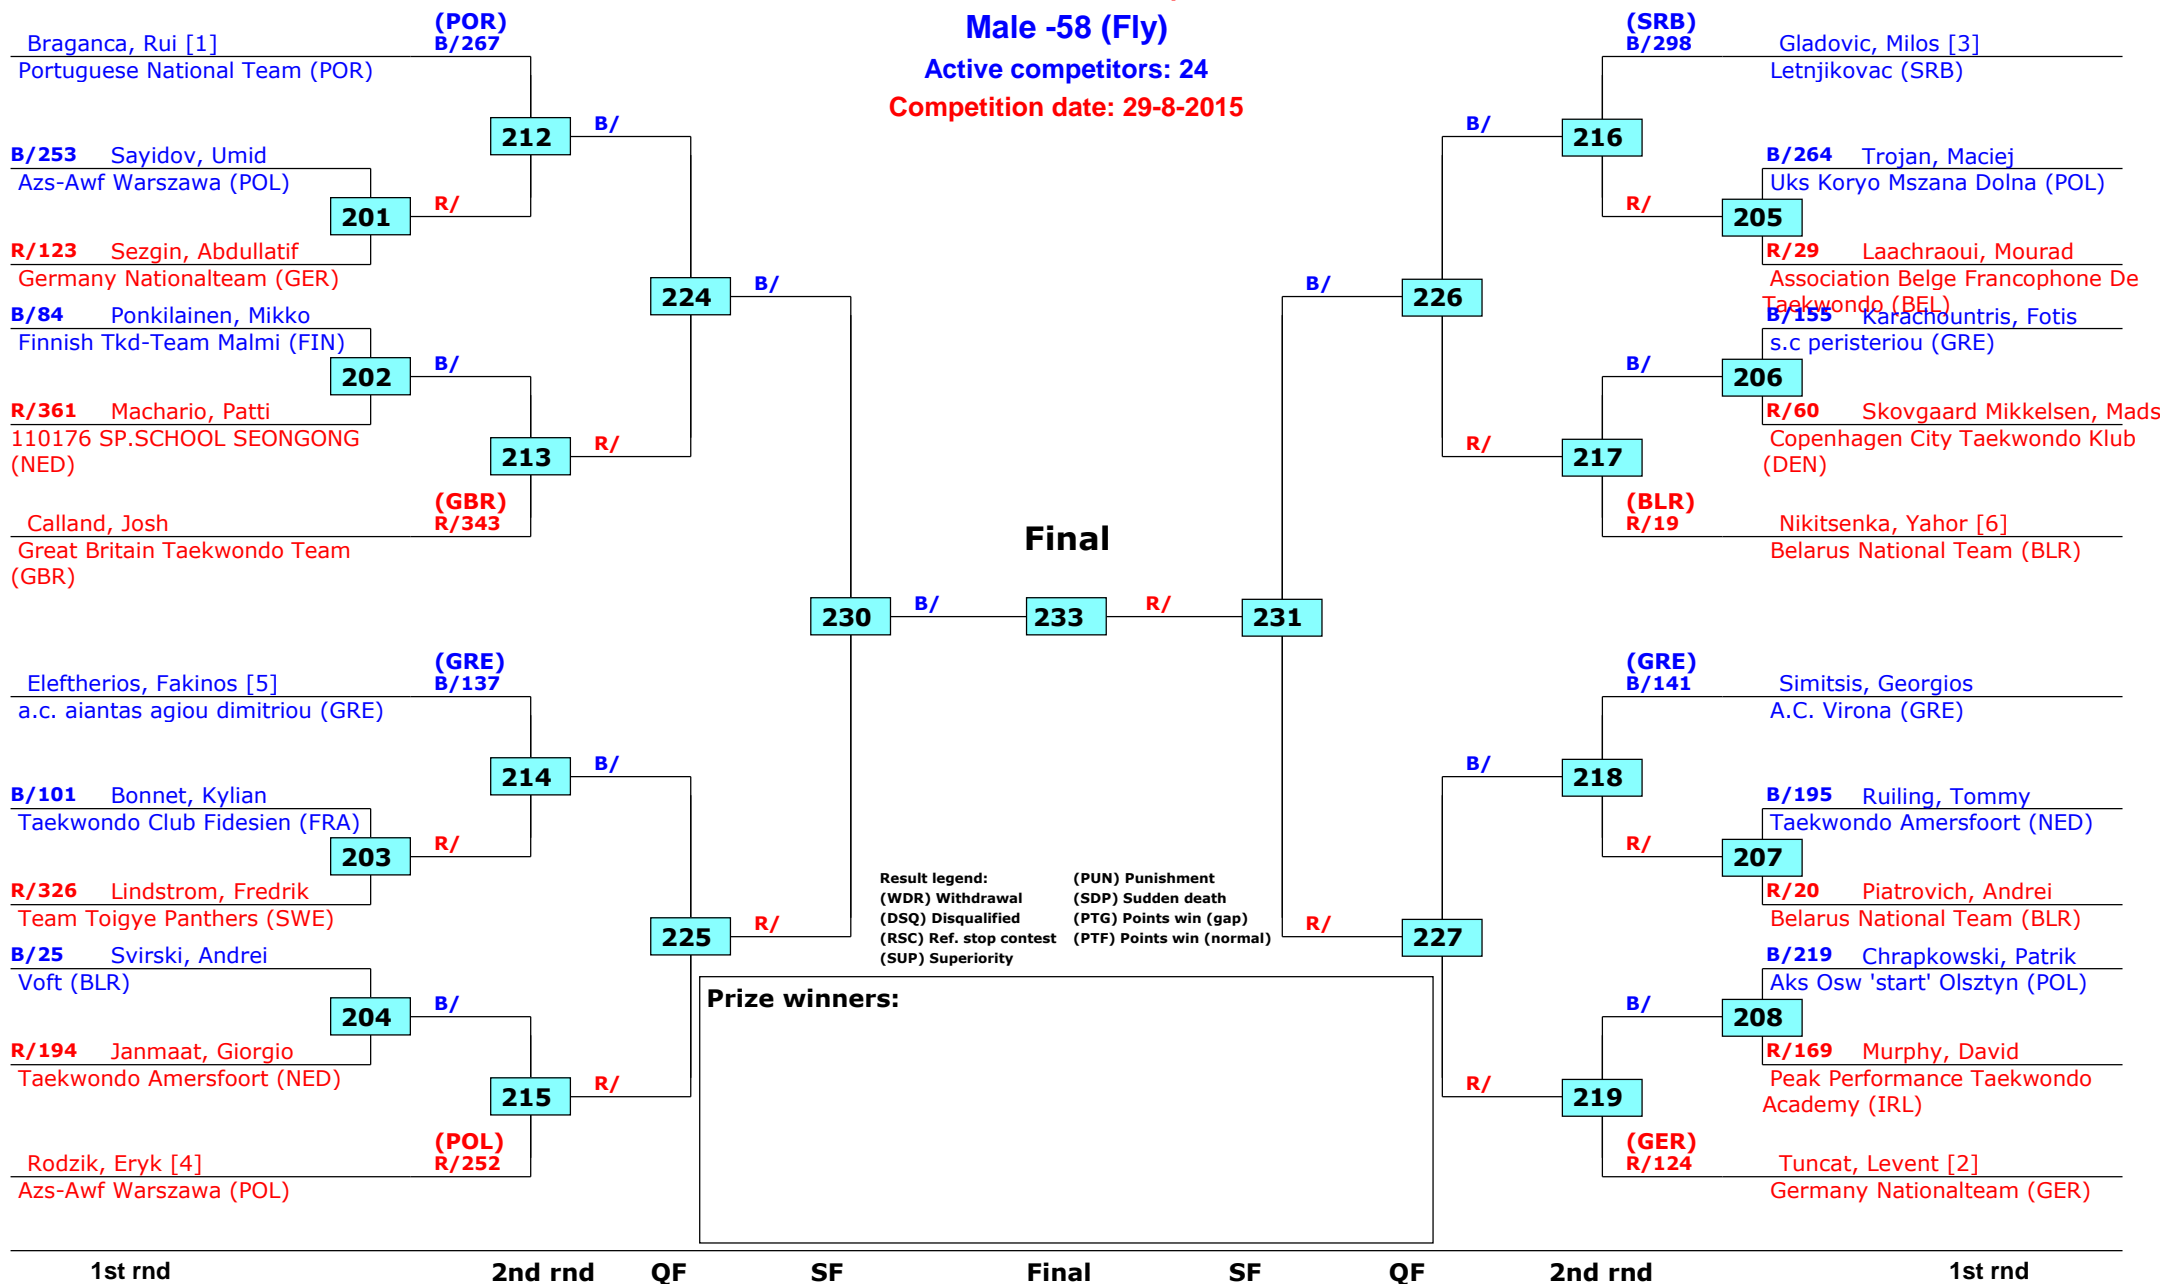 Male -58 (Fly)
Active competitors: 24
Competition date: 29-8-2015
Braganca, Rui [1]
(POR)
B/267
Portuguese National Team (POR)
212
B/
B/253 Sayidov, Umid
Azs-Awf Warszawa (POL)
201
R/
R/123 Sezgin, Abdullatif
Germany Nationalteam (GER)
224
B/
B/84 Ponkilainen, Mikko
Finnish Tkd-Team Malmi (FIN)
202
B/
R/361 Machario, Patti
110176 SP.SCHOOL SEONGONG
(NED)
213
R/
(GBR)
R/343
Calland, Josh
Great Britain Taekwondo Team
(GBR)
230
B/
Eleftherios, Fakinos [5]
(GRE)
B/137
a.c. aiantas agiou dimitriou (GRE)
214
B/
B/101 Bonnet, Kylian
Taekwondo Club Fidesien (FRA)
203
R/
R/326 Lindstrom, Fredrik
Team Toigye Panthers (SWE)
225
R/
B/25 Svirski, Andrei
Voft (BLR)
204
B/
R/194 Janmaat, Giorgio
Taekwondo Amersfoort (NED)
215
R/
(POL)
R/252
Rodzik, Eryk [4]
Azs-Awf Warszawa (POL)
Final
233
R/
231
(SRB)
B/298
Gladovic, Milos [3]
Letnjikovac (SRB)
B/
216
B/264 Trojan, Maciej
Uks Koryo Mszana Dolna (POL)
R/
205
R/29 Laachraoui, Mourad
Association Belge Francophone De
Taekwondo (BEL)
B/
226
B/155 Karachountris, Fotis
s.c peristeriou (GRE)
B/
206
R/60 Skovgaard Mikkelsen, Mads
Copenhagen City Taekwondo Klub
(DEN)
R/
217
(BLR)
R/19
Nikitsenka, Yahor [6]
Belarus National Team (BLR)
(GRE)
B/141
Simitsis, Georgios
A.C. Virona (GRE)
B/
218
B/195 Ruiling, Tommy
Taekwondo Amersfoort (NED)
R/
207
R/20 Piatrovich, Andrei
Belarus National Team (BLR)
R/
227
B/219 Chrapkowski, Patrik
Aks Osw 'start' Olsztyn (POL)
B/
208
R/169 Murphy, David
Peak Performance Taekwondo
Academy (IRL)
R/
219
(GER)
R/124
Tuncat, Levent [2]
Germany Nationalteam (GER)
Result legend: (PUN) Punishment
(WDR) Withdrawal (SDP) Sudden death
(DSQ) Disqualified (PTG) Points win (gap)
(RSC) Ref. stop contest (PTF) Points win (normal)
(SUP) Superiority
Prize winners:
1st rnd 2nd rnd QF SF Final SF QF 2nd rnd 1st rnd